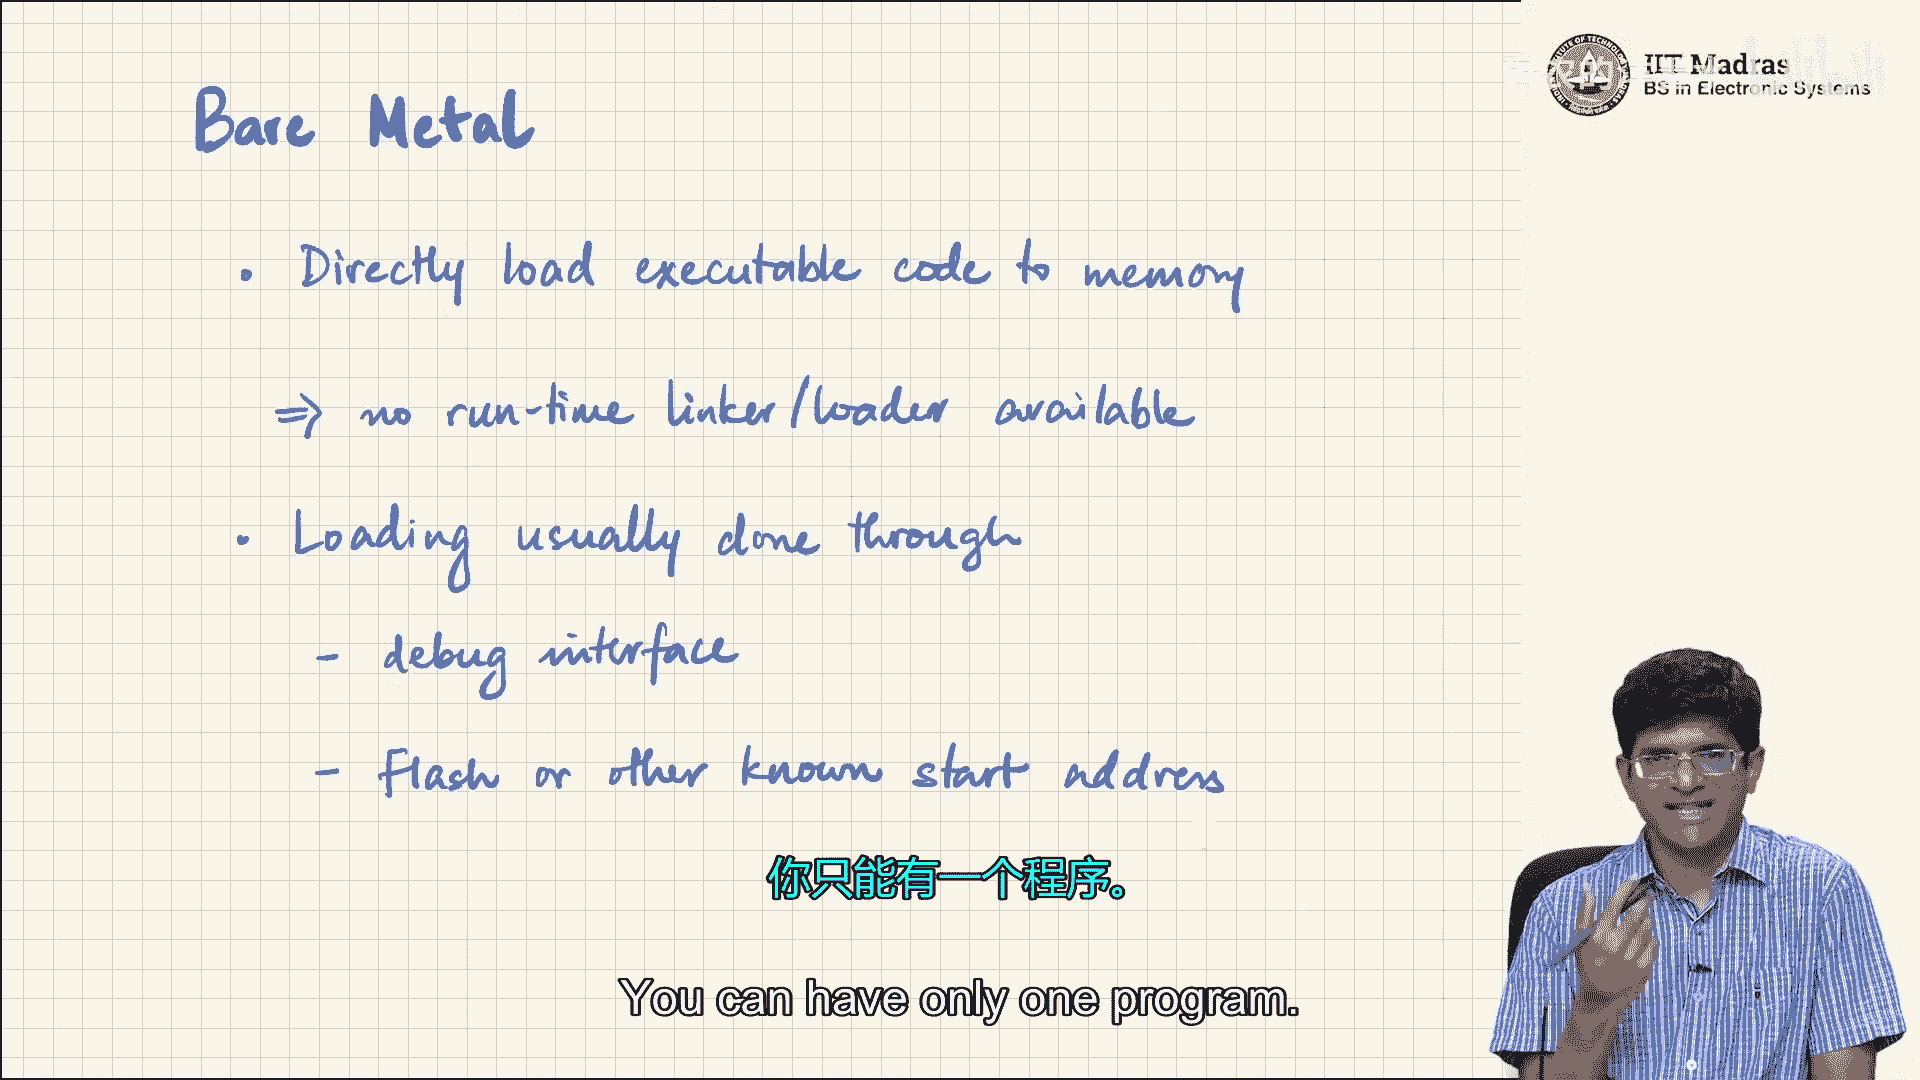 IIT Madras
BS in Electronic Systems
Bare Metal
• Directly load executable code to memory
⇒ no run-time linker/loader available
• Loading usually done through
- debug interface
- Flash or other known start address
你只能有一个程序。
You can have only one program.